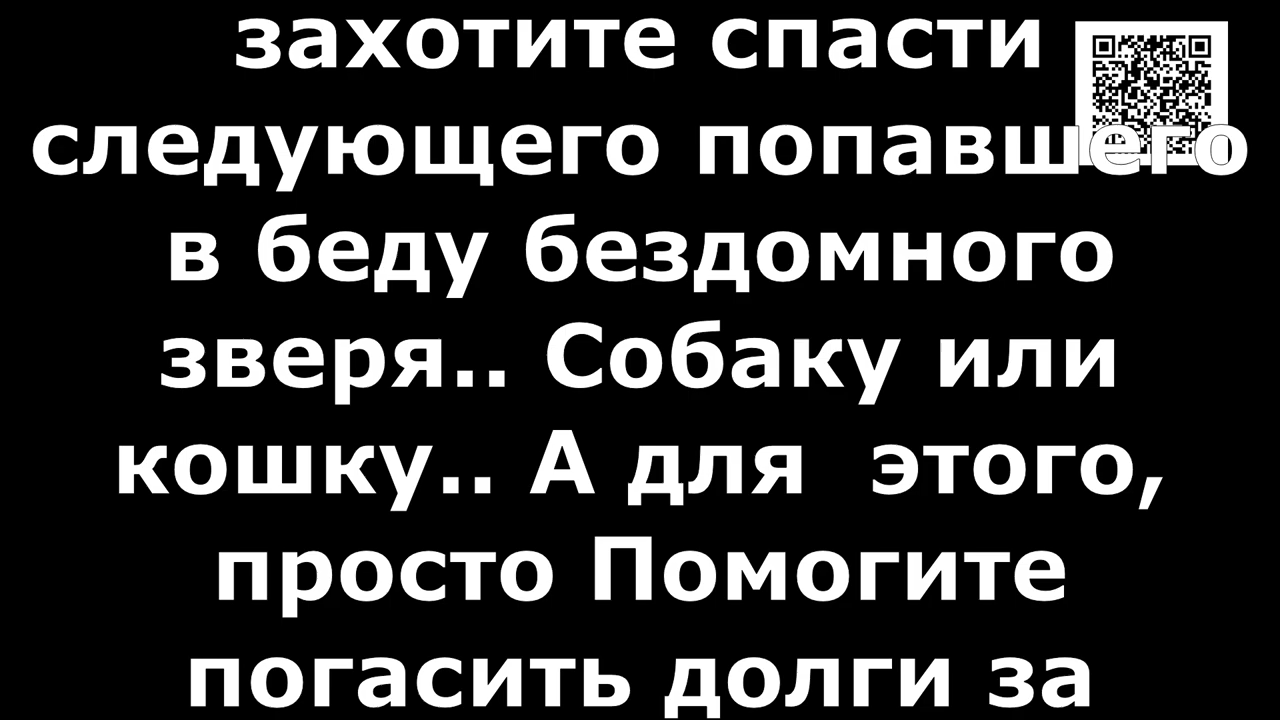 захотите спасти
следующего попавшего
в беду бездомного
зверя.. Собаку или
кошку.. А для  этого,
просто Помогите
погасить долги за